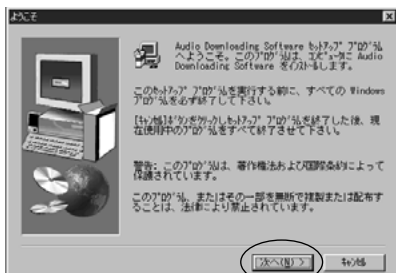 ようこそ
Audio Downloading Software ｾｯﾄｱｯﾌﾟ ﾌﾟﾛｸﾞﾗﾑ
へようこそ。このﾌﾟﾛｸﾞﾗﾑは、ｺﾝﾋﾟｭｰﾀに Audio
Downloading Software をｲﾝｽﾄｰﾙします。
このｾｯﾄｱｯﾌﾟ ﾌﾟﾛｸﾞﾗﾑを実行する前に、すべての Windows
ﾌﾟﾛｸﾞﾗﾑを必ず終了して下さい。
[ｷｬﾝｾﾙ]ﾎﾞﾀﾝをｸﾘｯｸしｾｯﾄｱｯﾌﾟ ﾌﾟﾛｸﾞﾗﾑを終了した後、現
在使用中のﾌﾟﾛｸﾞﾗﾑをすべて終了させて下さい。
警告: このﾌﾟﾛｸﾞﾗﾑは、著作権法および国際条約によって
保護されています。
このﾌﾟﾛｸﾞﾗﾑ、またはその一部を無断で複製または配布す
ることは、法律により禁止されています。
次へ(N) >
ｷｬﾝｾﾙ